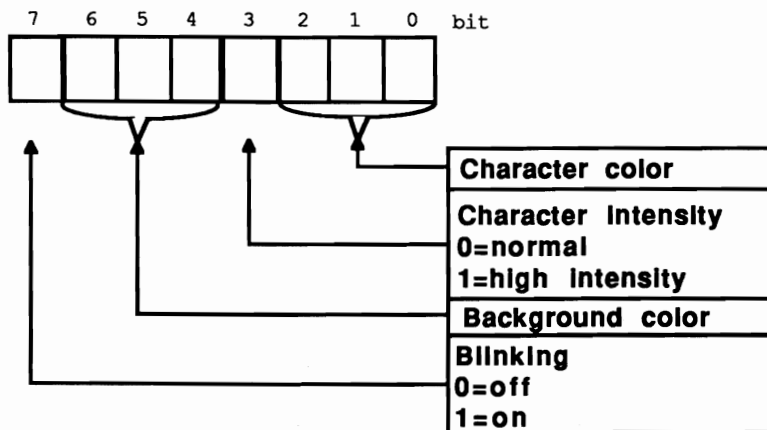 7 6 5 4 3 2 1 0 bit
Character color
Character Intensity
0=normal
1=high intensity
Background color
Blinking
0=off
1=on